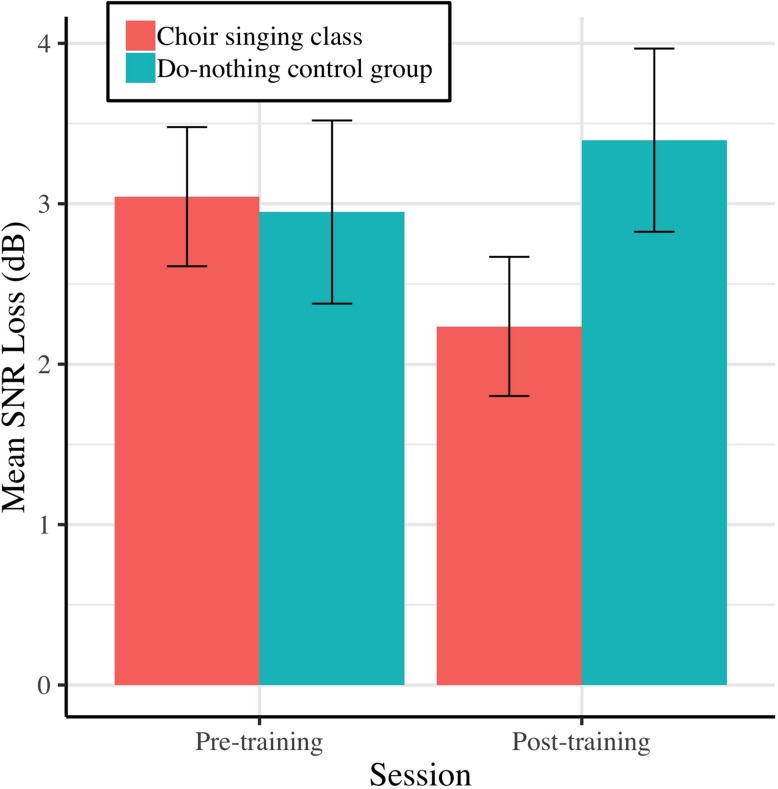 Choir singing class
Do-nothing control group
Mean SNR Loss (dB)
4
3
2
1
0
Pre-training
Post-training
Session